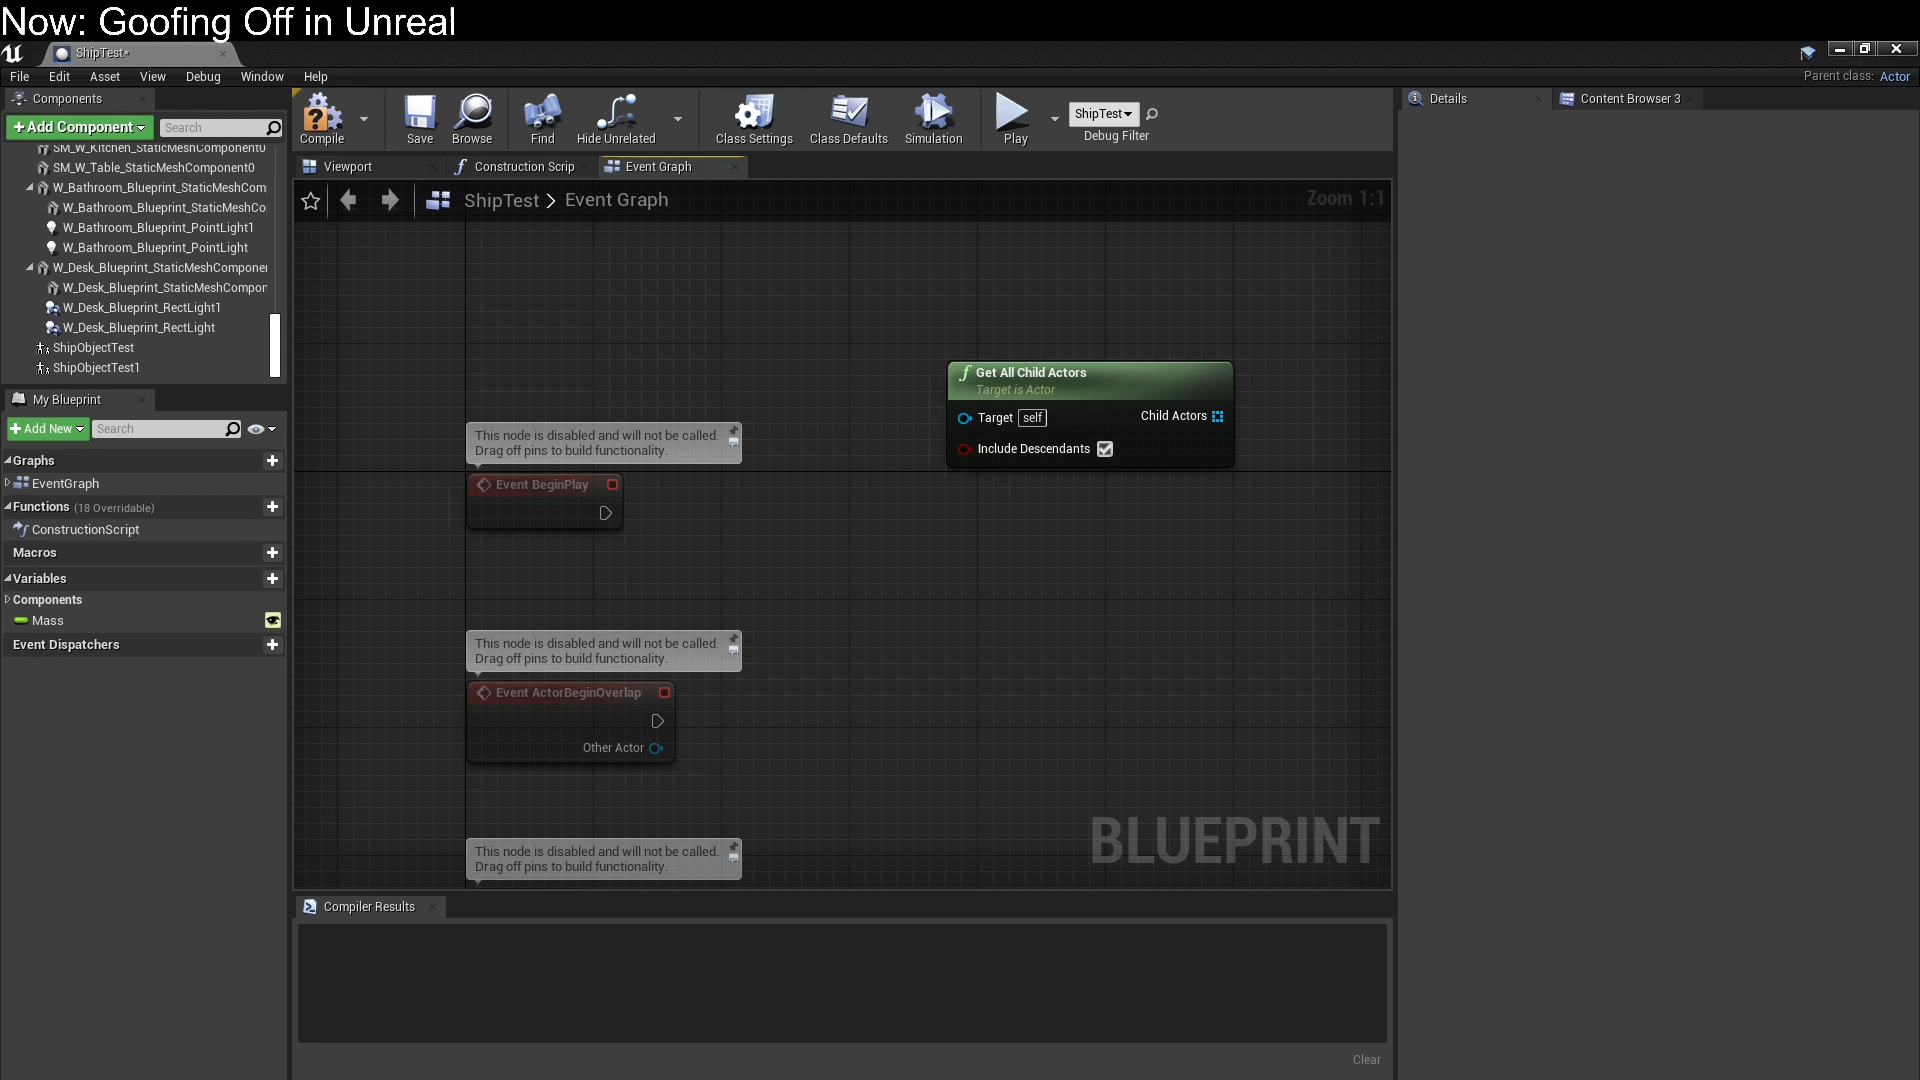 Now: Goofing Off in Unreal
ShipTest*
File Edit Asset View Debug Window Help
Parent class: Actor
Components
+Add Component
Search
SM_W_Kitchen_StaticMeshComponent0
SM_W_Table_StaticMeshComponent0
W_Bathroom_Blueprint_StaticMeshCom
W_Bathroom_Blueprint_StaticMeshCo
W_Bathroom_Blueprint_PointLight1
W_Bathroom_Blueprint_PointLight
W_Desk_Blueprint_StaticMeshComponen
W_Desk_Blueprint_StaticMeshCompon
W_Desk_Blueprint_RectLight1
W_Desk_Blueprint_RectLight
ShipObjectTest
ShipObjectTest1
My Blueprint
+Add New
Search
Graphs
EventGraph
Functions (18 Overridable)
ConstructionScript
Macros
Variables
Components
Mass
Event Dispatchers
Compile
Save
Browse
Find
Hide Unrelated
Class Settings
Class Defaults
Simulation
Play
ShipTest
Debug Filter
Viewport
Construction Scrip
Event Graph
ShipTest > Event Graph
Zoom 1:1
This node is disabled and will not be called.
Drag off pins to build functionality.
Event BeginPlay
Get All Child Actors
Target is Actor
Target self
Child Actors
Include Descendants
This node is disabled and will not be called.
Drag off pins to build functionality.
Event ActorBeginOverlap
Other Actor
This node is disabled and will not be called.
Drag off pins to build functionality.
BLUEPRINT
Compiler Results
Clear
Details
Content Browser 3